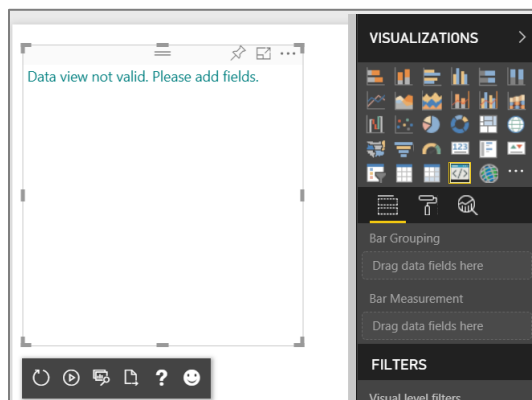 Data view not valid. Please add fields.
VISUALIZATIONS
123
Bar Grouping
Drag data fields here
Bar Measurement
Drag data fields here
FILTERS
Visual level filters